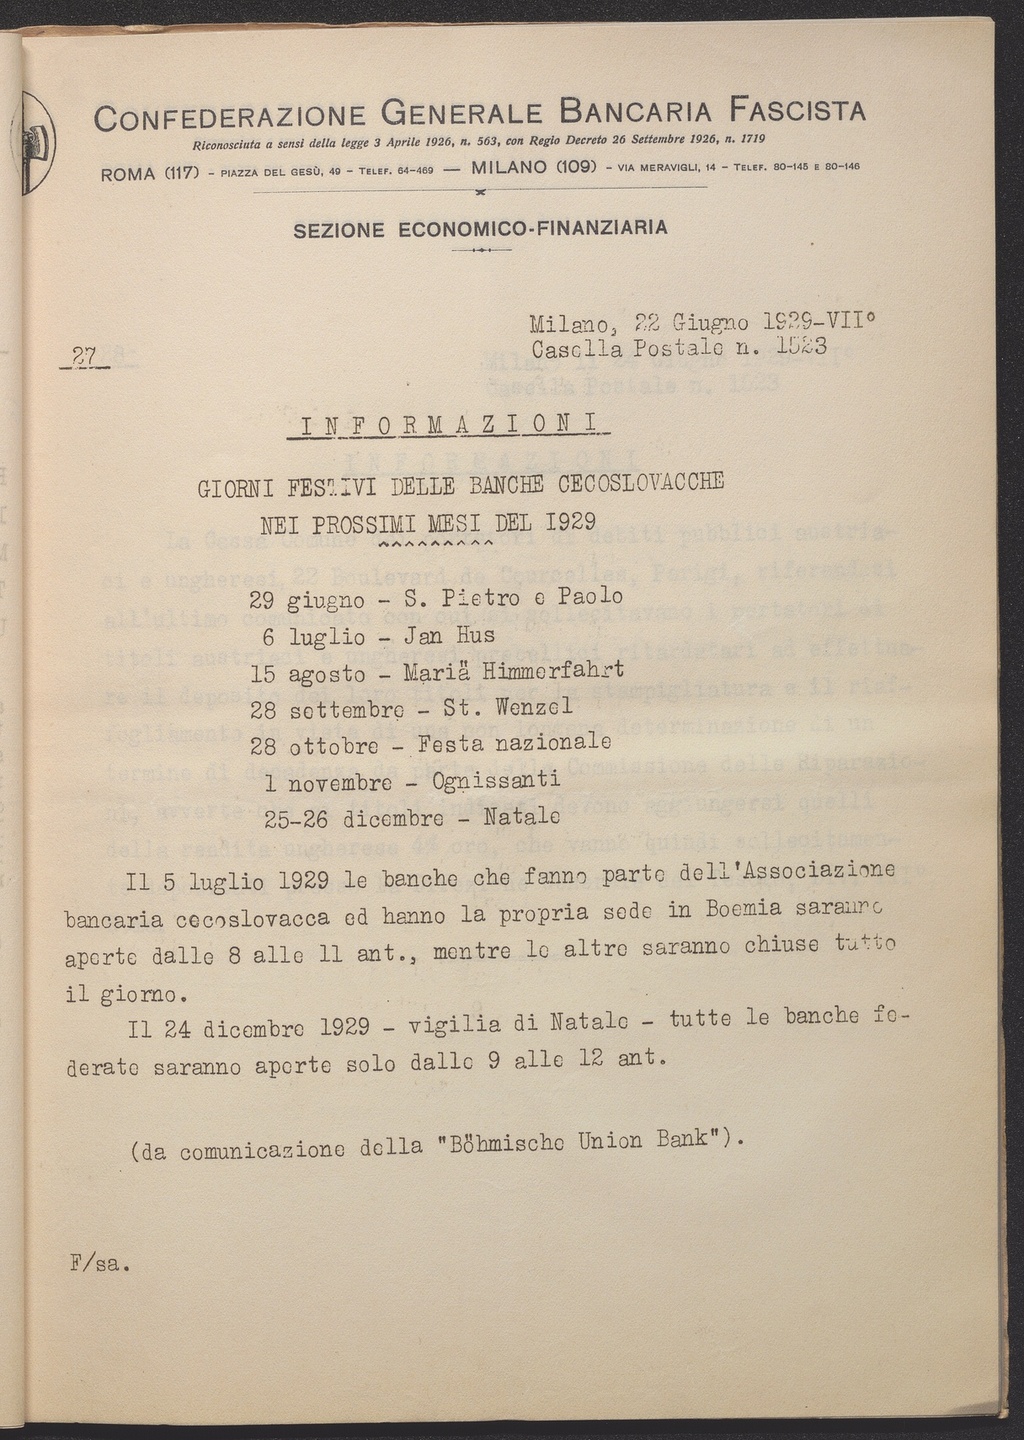 CONFEDERAZIONE GENERALE BANCARIA FASCISTA
Riconosciuta a sensi della legge 3 Aprile 1926, n. 563, con Regio Decreto 26 Settembre 1926, n. 1719
ROMA (117) - PIAZZA DEL GESÙ, 49 - TELEF. 64-469 — MILANO (109) - VIA MERAVIGLI, 14 - TELEF. 80-145 E 80-146
SEZIONE ECONOMICO-FINANZIARIA
Milano, 22 Giugno 1929-VII°
27
Casella Postale n. 1523
INFORMAZIONI
GIORNI FESTIVI DELLE BANCHE CECOSLOVACCHE
NEI PROSSIMI MESI DEL 1929
29 giugno - S. Pietro e Paolo
6 luglio - Jan Hus
15 agosto - Mariä Himmerfahrt
28 settembre - St. Wenzel
28 ottobre - Festa nazionale
1 novembre - Ognissanti
25-26 dicembre - Natale
Il 5 luglio 1929 le banche che fanno parte dell'Associazione
bancaria cecoslovacca ed hanno la propria sede in Boemia saranno
aperte dalle 8 alle 11 ant., mentre le altre saranno chiuse tutto
il giorno.
Il 24 dicembre 1929 - vigilia di Natale - tutte le banche fe-
derate saranno aperte solo dalle 9 alle 12 ant.
(da comunicazione della "Böhmische Union Bank").
F/sa.